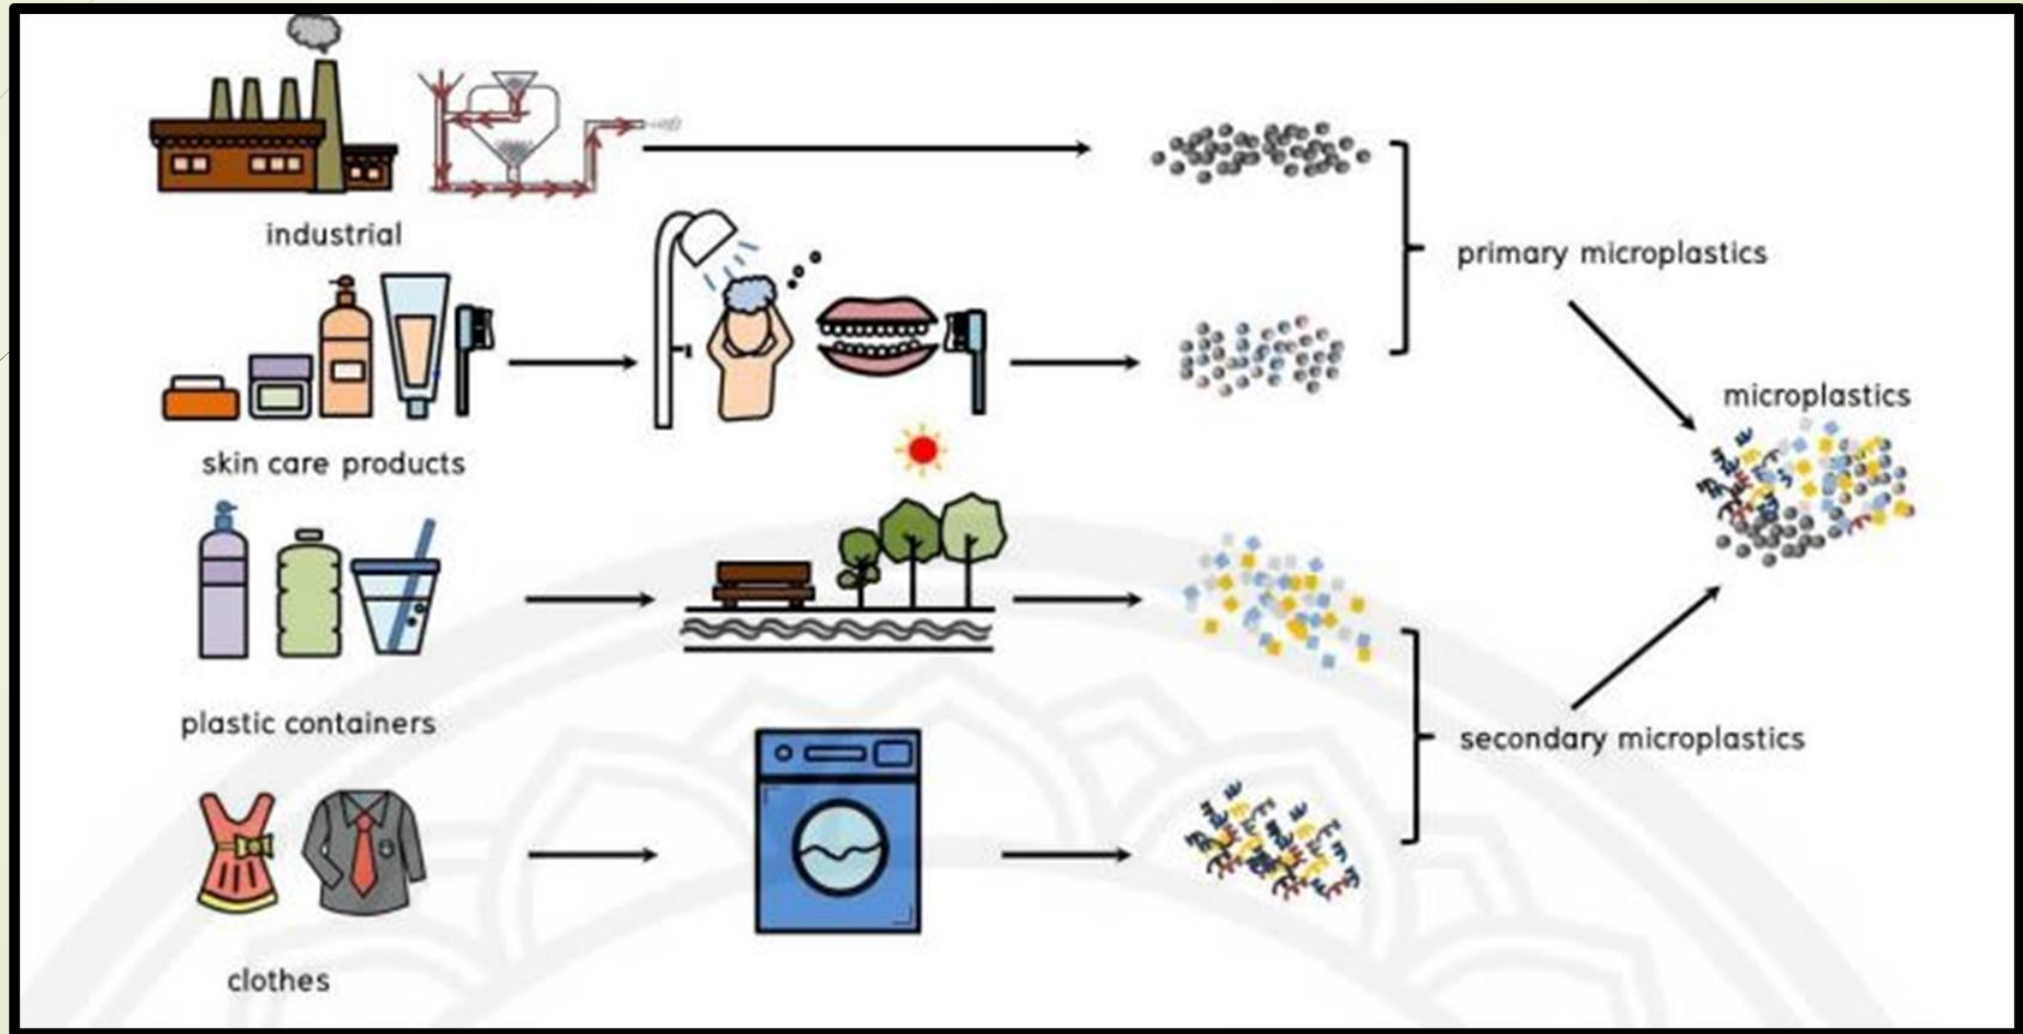 industrial
primary microplastics
microplastics
skin care products
plastic containers
secondary microplastics
clothes